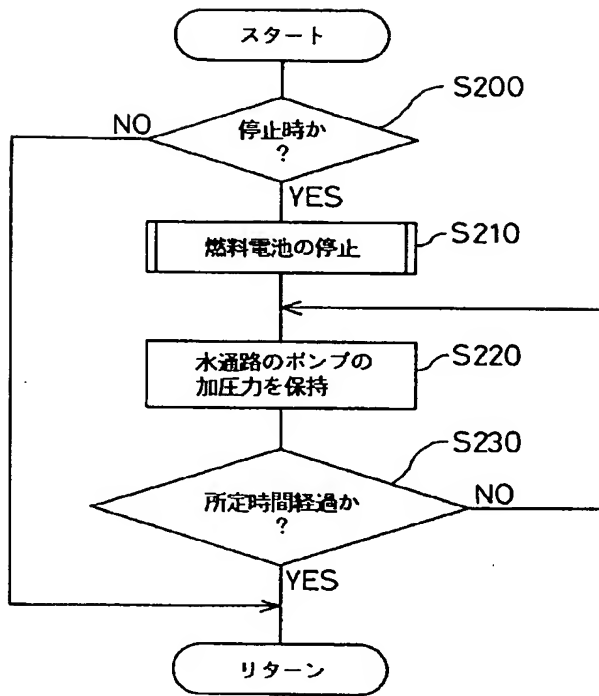 スタート
S200
NO
停止時か
?
YES
S210
燃料電池の停止
S220
水通路のポンプの
加圧力を保持
S230
所定時間経過か
?
NO
YES
リターン